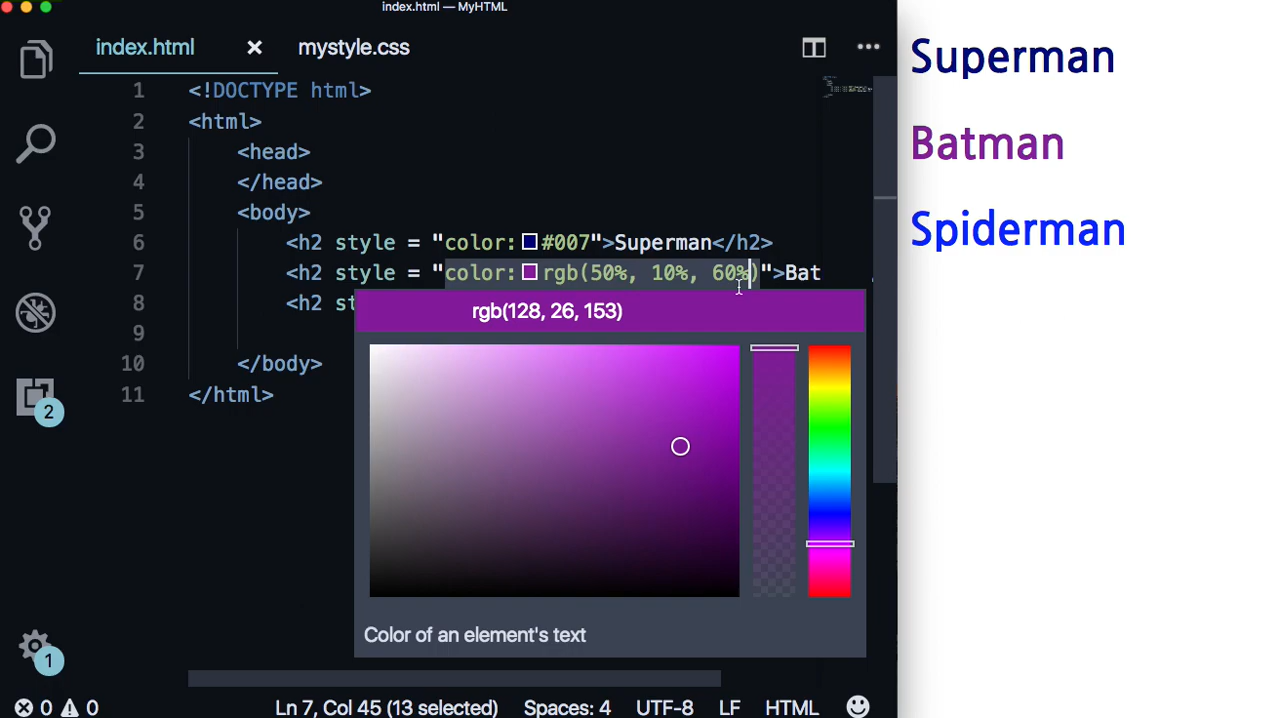 index.html — MyHTML
index.html × mystyle.css
1 <!DOCTYPE html>
2 <html>
3 <head>
4 </head>
5 <body>
6 <h2 style = "color:#007">Superman</h2>
7 <h2 style = "color:rgb(50%, 10%, 60%)">Bat
8 <h2 st
9
10 </body>
11 </html>
rgb(128, 26, 153)
Color of an element's text
2
1
0 0 Ln 7, Col 45 (13 selected) Spaces: 4 UTF-8 LF HTML
Superman
Batman
Spiderman